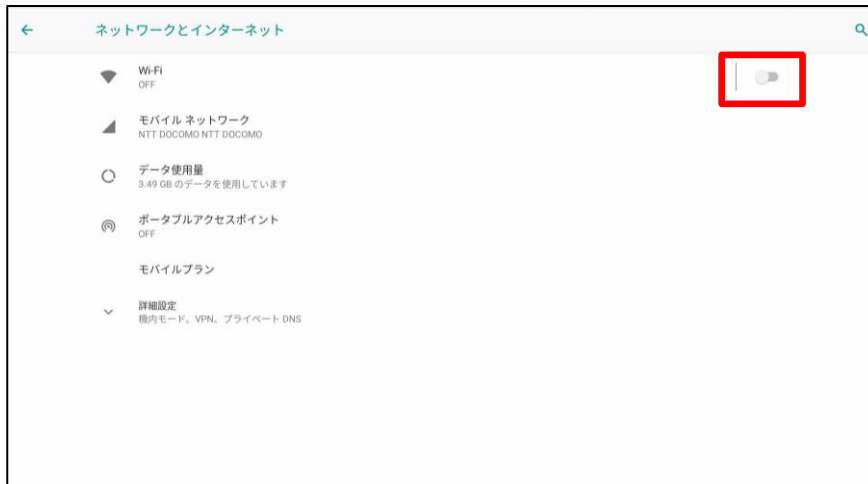 ネットワークとインターネット
Wi-Fi
OFF
モバイル ネットワーク
NTT DOCOMO NTT DOCOMO
データ使用量
3.49 GB のデータを使用しています
ポータブルアクセスポイント
OFF
モバイルプラン
詳細設定
機内モード、VPN、プライベート DNS